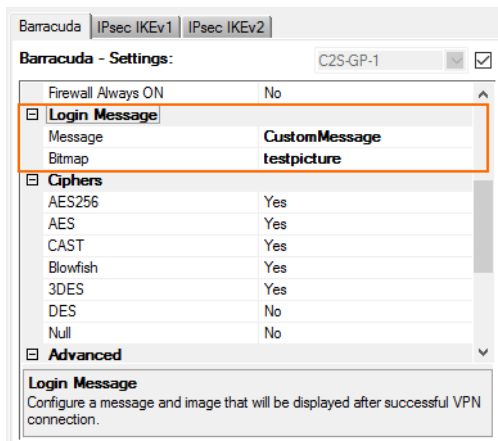 Barracuda IPsec IKEv1 IPsec IKEv2
Barracuda - Settings: C2S-GP-1
Firewall Always ON No
Login Message
Message CustomMessage
Bitmap testpicture
Ciphers
AES256 Yes
AES Yes
CAST Yes
Blowfish Yes
3DES Yes
DES No
Null No
Advanced
Login Message
Configure a message and image that will be displayed after successful VPN
connection.